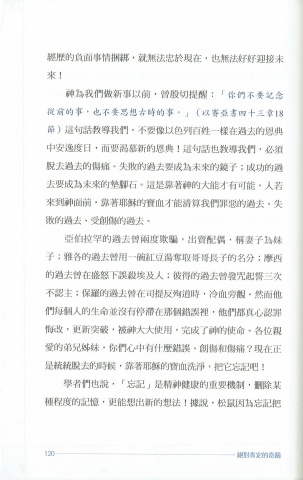 經歷的負面事情捆綁，就無法忠於現在，也無法好好迎接未
來！
神為我們做新事以前，曾殷切提醒：「你們不要記念
從前的事，也不要思想古時的事。」（以賽亞書四十三章18
節）這句話教導我們，不要像以色列百姓一樣在過去的恩典
中安逸度日，而要渴慕新的恩典！這句話也教導我們，必須
脫去過去的傷痛。失敗的過去要成為未來的鏡子；成功的過
去要成為未來的墊腳石。這是靠著神的大能才有可能。人若
來到神面前，靠著耶穌的寶血才能清算我們罪惡的過去、失
敗的過去、受創傷的過去。
亞伯拉罕的過去曾兩度欺騙，出賣配偶，稱妻子為妹
子；雅各的過去曾用一碗紅豆湯奪取哥哥長子的名分；摩西
的過去曾在盛怒下誤殺埃及人；彼得的過去曾發咒起誓三次
不認主；保羅的過去曾在司提反殉道時，冷血旁觀。然而他
們每個人的生命並沒有停滯在那個錯誤裡，他們都真心認罪
悔改，更新突破，被神大大使用，完成了神的使命。各位親
愛的弟兄姊妹，你們心中有什麼錯誤、創傷和傷痛？現在正
是統統脫去的時候，靠著耶穌的寶血洗淨，把它忘記吧！
學者們也說，「忘記」是精神健康的重要機制，刪除某
種程度的記憶，更能想出新的想法！據說，松鼠因為忘記把
120
絕對肯定的奇蹟